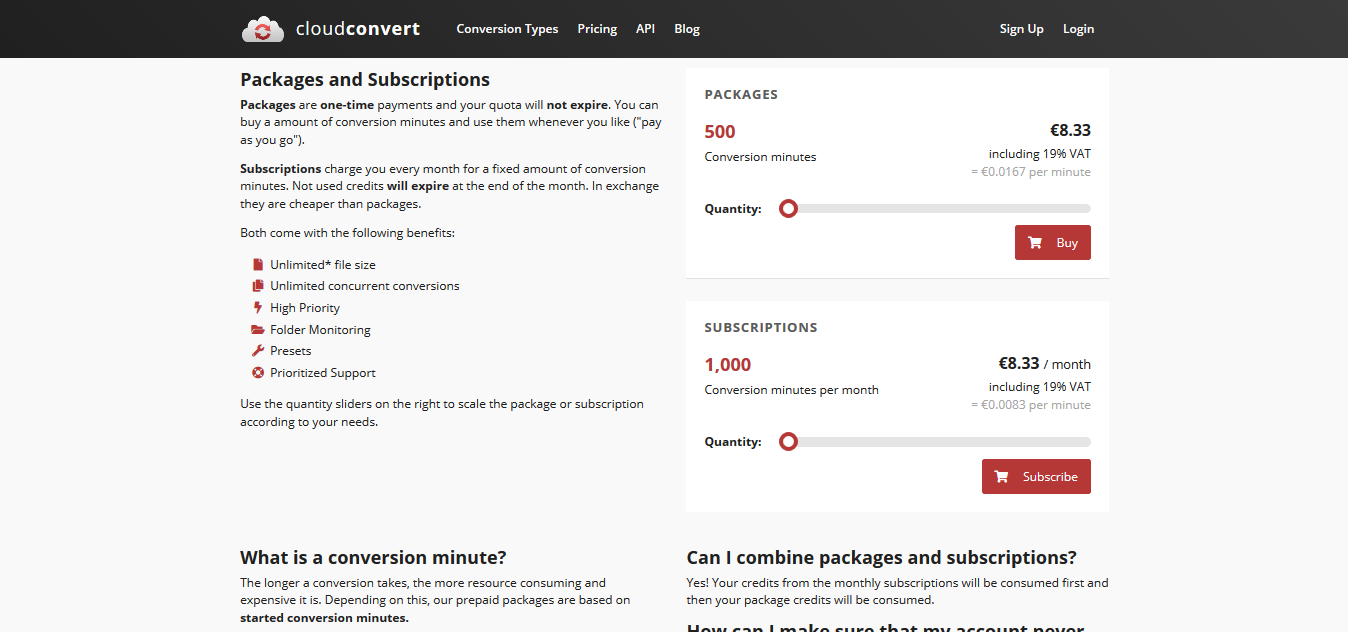 cloudconvert Conversion Types Pricing API Blog Sign Up Login
Packages and Subscriptions
Packages are one-time payments and your quota will not expire. You can
buy a amount of conversion minutes and use them whenever you like ("pay
as you go").
Subscriptions charge you every month for a fixed amount of conversion
minutes. Not used credits will expire at the end of the month. In exchange
they are cheaper than packages.
Both come with the following benefits:
Unlimited* file size
Unlimited concurrent conversions
High Priority
Folder Monitoring
Presets
Prioritized Support
Use the quantity sliders on the right to scale the package or subscription
according to your needs.
PACKAGES
500 €8.33
Conversion minutes including 19% VAT
= €0.0167 per minute
Quantity:
Buy
SUBSCRIPTIONS
1,000 €8.33 / month
Conversion minutes per month including 19% VAT
= €0.0083 per minute
Quantity:
Subscribe
What is a conversion minute?
The longer a conversion takes, the more resource consuming and
expensive it is. Depending on this, our prepaid packages are based on
started conversion minutes.
Can I combine packages and subscriptions?
Yes! Your credits from the monthly subscriptions will be consumed first and
then your package credits will be consumed.
How can I make sure that my account never